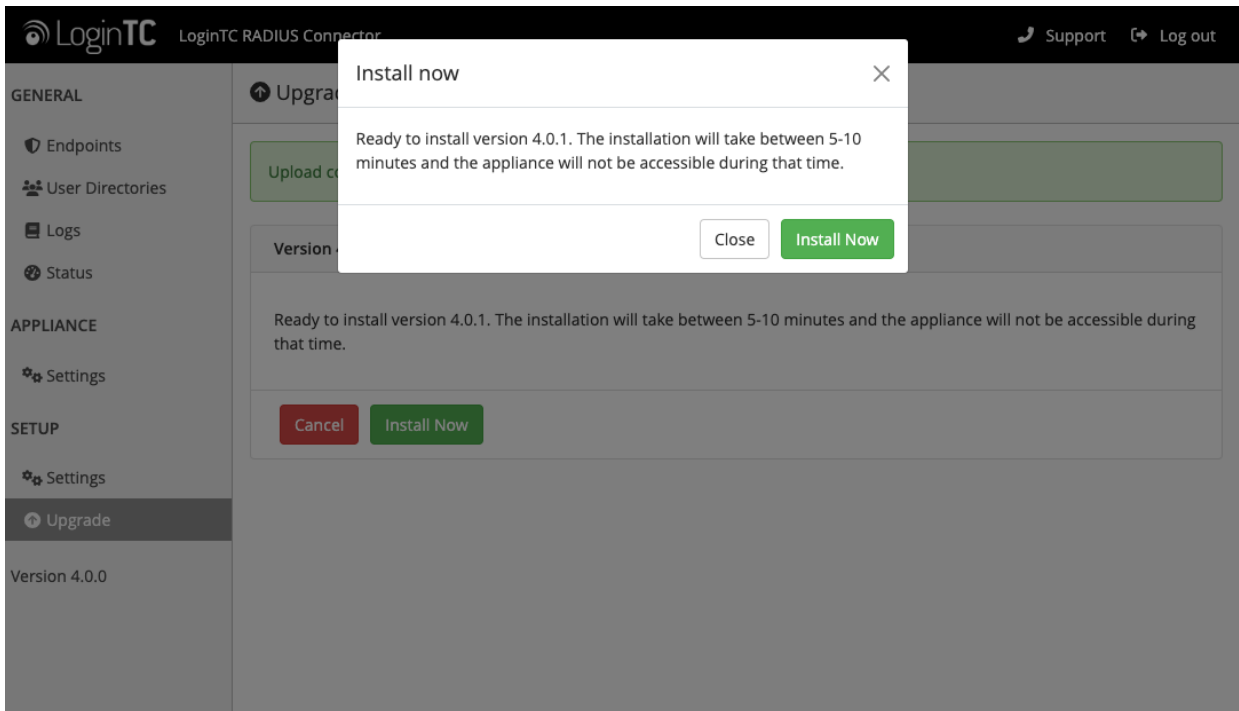 LoginTC LoginTC RADIUS Connector Support Log out
Install now
GENERAL
Ready to install version 4.0.1. The installation will take between 5-10
minutes and the appliance will not be accessible during that time.
Endpoints
User Directories
Upload
Logs
Close Install Now
Version
Status
APPLIANCE
Ready to install version 4.0.1. The installation will take between 5-10 minutes and the appliance will not be accessible during
that time.
Settings
SETUP
Cancel Install Now
Settings
Upgrade
Version 4.0.0